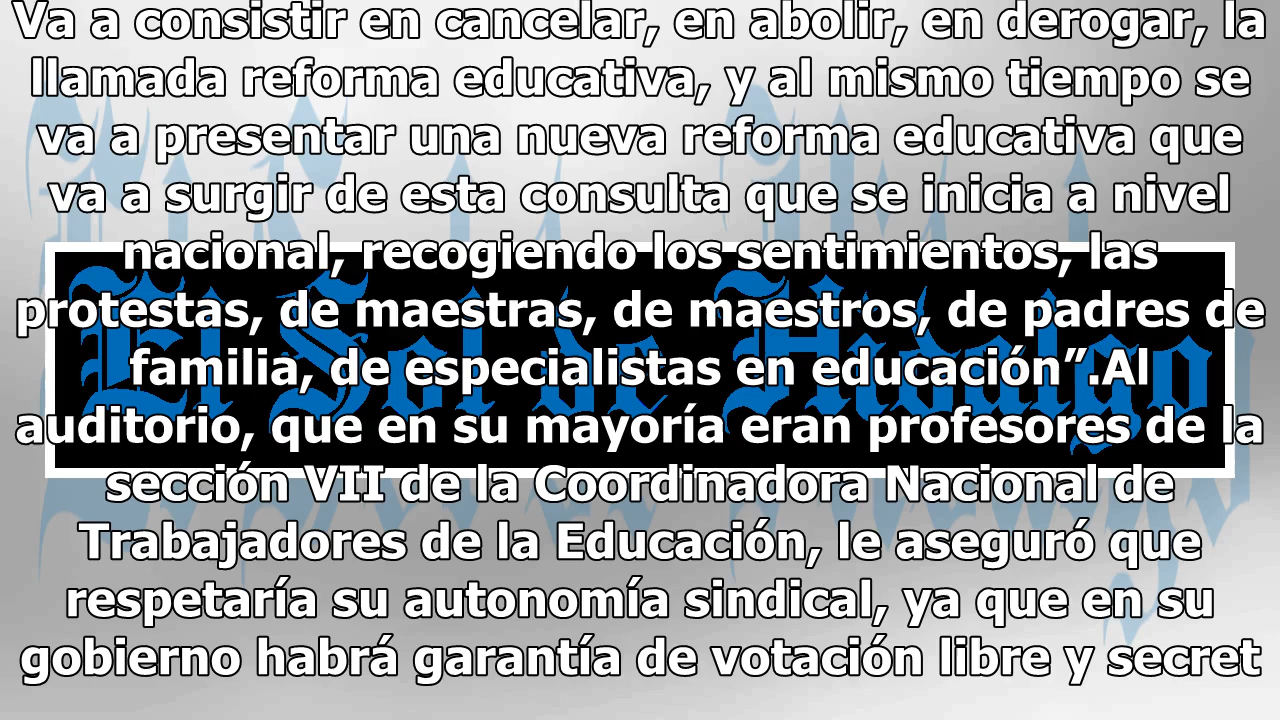 Va a consistir en cancelar, en abolir, en derogar, la
llamada reforma educativa, y al mismo tiempo se
va a presentar una nueva reforma educativa que
va a surgir de esta consulta que se inicia a nivel
nacional, recogiendo los sentimientos, las
protestas, de maestras, de maestros, de padres de
familia, de especialistas en educación”.Al
auditorio, que en su mayoría eran profesores de la
sección VII de la Coordinadora Nacional de
Trabajadores de la Educación, le aseguró que
respetaría su autonomía sindical, ya que en su
gobierno habrá garantía de votación libre y secret
El Sol de Hidalgo